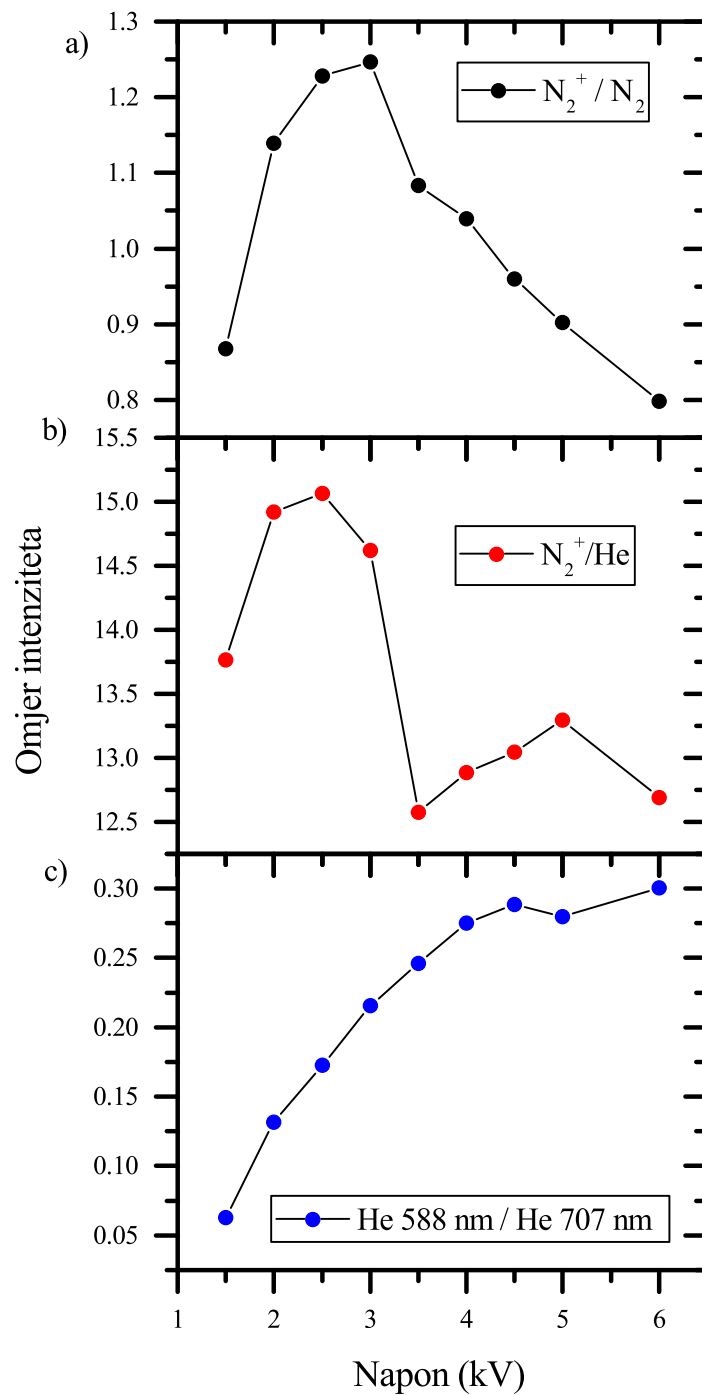 a)
1.3
1.2
1.1
1.0
0.9
0.8
N₂⁺ / N₂
b)
15.5
15.0
14.5
14.0
13.5
13.0
12.5
N₂⁺/He
Omjer intenziteta
c)
0.30
0.25
0.20
0.15
0.10
0.05
He 588 nm / He 707 nm
1 2 3 4 5 6
Napon (kV)